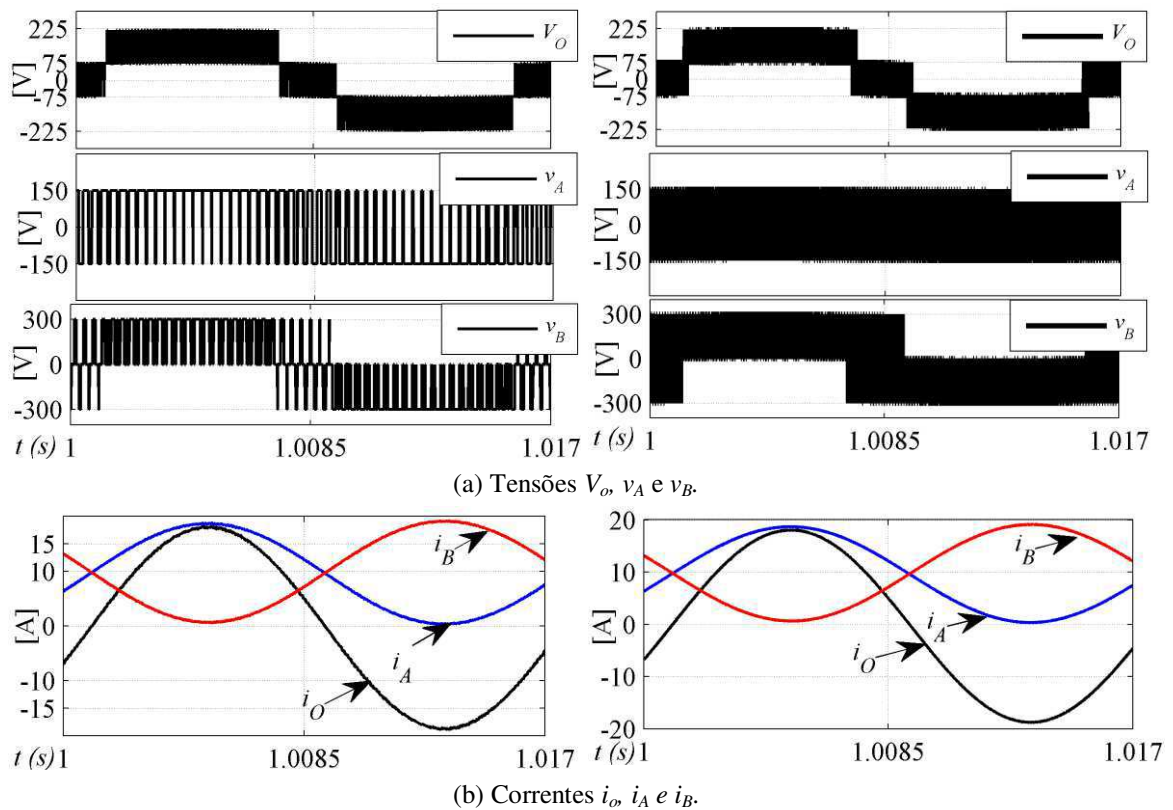 225
75
0
-75
-225
[V]
V_O
150
0
-150
[V]
v_A
300
0
-300
[V]
v_B
t (s) 1 1.0085 1.017
225
75
0
-75
-225
[V]
V_O
150
0
-150
[V]
v_A
300
0
-300
[V]
v_B
t (s) 1 1.0085 1.017
(a) Tensões V_o, v_A e v_B.
15
10
0
-10
-15
[A]
i_B
i_A
i_O
t (s) 1 1.0085 1.017
20
10
0
-10
-20
[A]
i_B
i_A
i_O
t (s) 1 1.0085 1.017
(b) Correntes i_o, i_A e i_B.